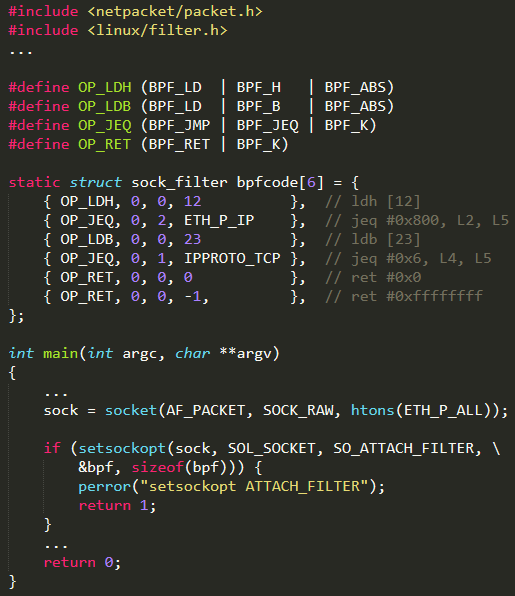 #include <netpacket/packet.h>
#include <linux/filter.h>
...

#define OP_LDH (BPF_LD  | BPF_H   | BPF_ABS)
#define OP_LDB (BPF_LD  | BPF_B   | BPF_ABS)
#define OP_JEQ (BPF_JMP | BPF_JEQ | BPF_K)
#define OP_RET (BPF_RET | BPF_K)

static struct sock_filter bpfcode[6] = {
    { OP_LDH, 0, 0, 12          },  // ldh [12]
    { OP_JEQ, 0, 2, ETH_P_IP    },  // jeq #0x800, L2, L5
    { OP_LDB, 0, 0, 23          },  // ldb [23]
    { OP_JEQ, 0, 1, IPPROTO_TCP },  // jeq #0x6, L4, L5
    { OP_RET, 0, 0, 0           },  // ret #0x0
    { OP_RET, 0, 0, -1,         },  // ret #0xffffffff
};

int main(int argc, char **argv)
{
    ...
    sock = socket(AF_PACKET, SOCK_RAW, htons(ETH_P_ALL));

    if (setsockopt(sock, SOL_SOCKET, SO_ATTACH_FILTER, \
        &bpf, sizeof(bpf))) {
        perror("setsockopt ATTACH_FILTER");
        return 1;
    }
    ...
    return 0;
}